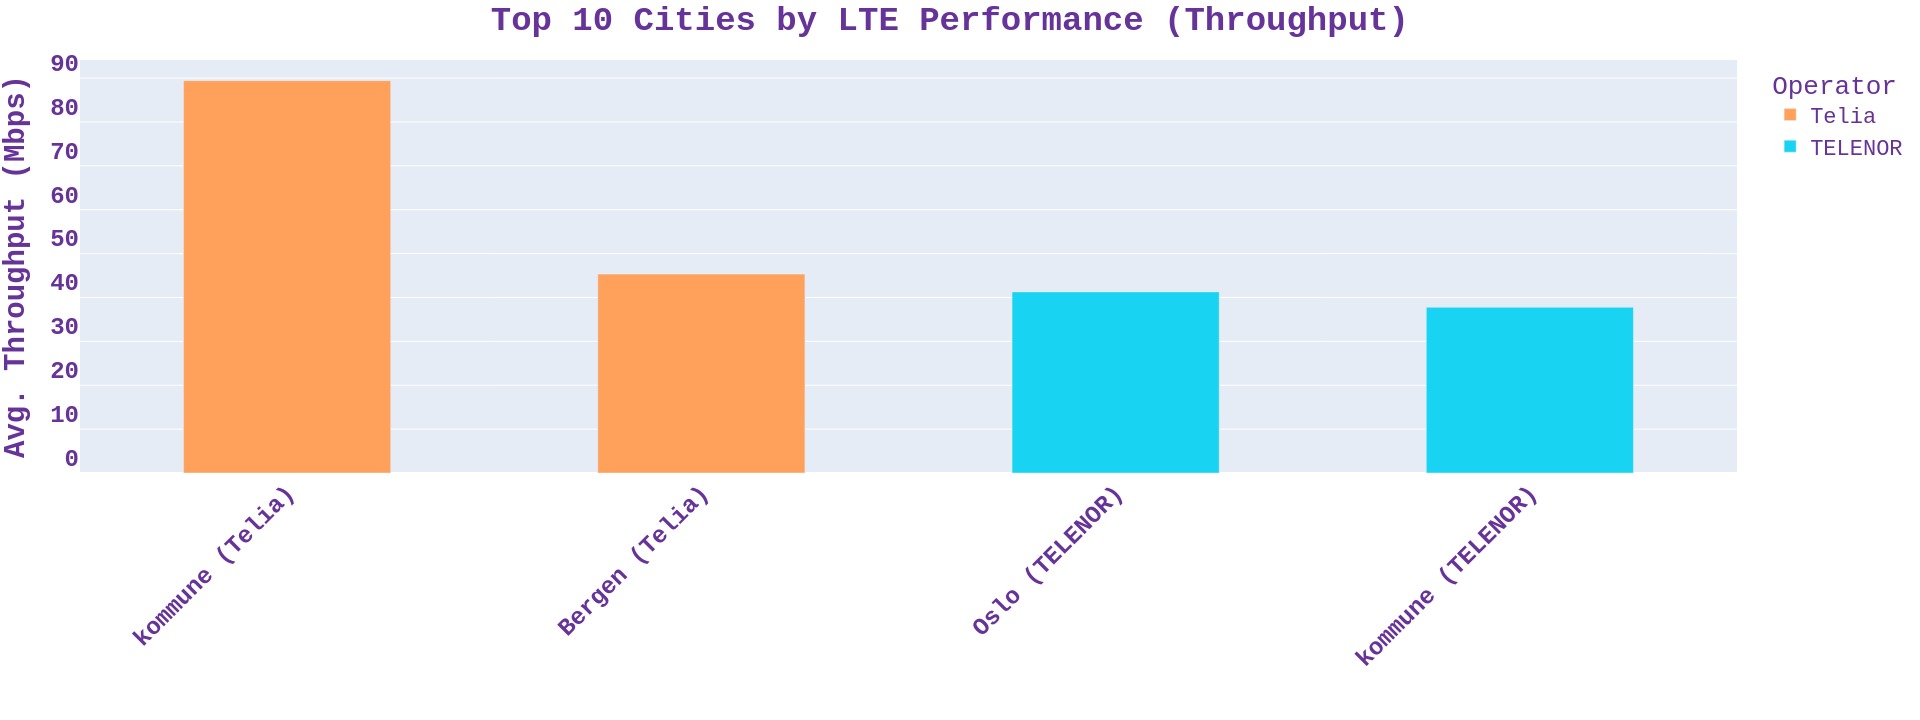 Top 10 Cities by LTE Performance (Throughput)
Avg. Throughput (Mbps)
90
80
70
60
50
40
30
20
10
0
kommune (Telia)
Bergen (Telia)
Oslo (TELENOR)
kommune (TELENOR)
Operator
Telia
TELENOR